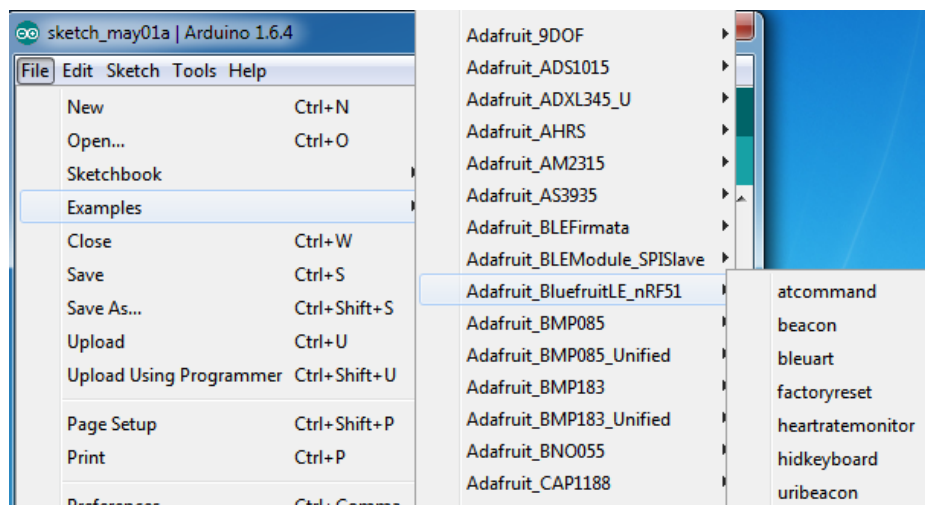 sketch_may01a | Arduino 1.6.4
File Edit Sketch Tools Help
New Ctrl+N
Open... Ctrl+O
Sketchbook
Examples
Close Ctrl+W
Save Ctrl+S
Save As... Ctrl+Shift+S
Upload Ctrl+U
Upload Using Programmer Ctrl+Shift+U
Page Setup Ctrl+Shift+P
Print Ctrl+P
Preferences Ctrl+Comma
Adafruit_9DOF
Adafruit_ADS1015
Adafruit_ADXL345_U
Adafruit_AHRS
Adafruit_AM2315
Adafruit_AS3935
Adafruit_BLEFirmata
Adafruit_BLEModule_SPISlave
Adafruit_BluefruitLE_nRF51
Adafruit_BMP085
Adafruit_BMP085_Unified
Adafruit_BMP183
Adafruit_BMP183_Unified
Adafruit_BNO055
Adafruit_CAP1188
atcommand
beacon
bleuart
factoryreset
heartratemonitor
hidkeyboard
uribeacon